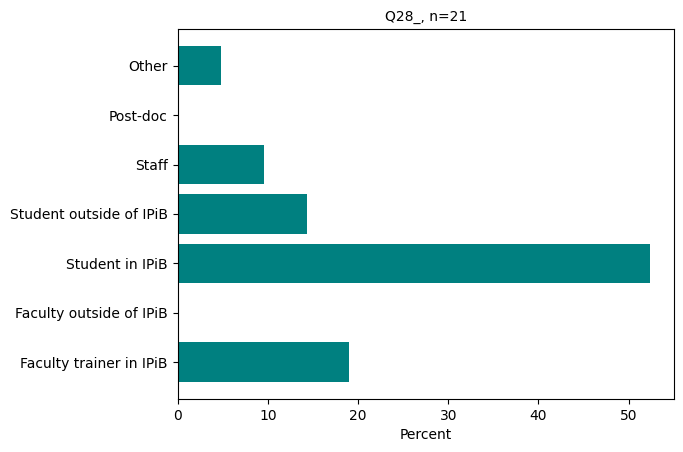 Q28_, n=21
Other
Post-doc
Staff
Student outside of IPiB
Student in IPiB
Faculty outside of IPiB
Faculty trainer in IPiB
0 10 20 30 40 50
Percent